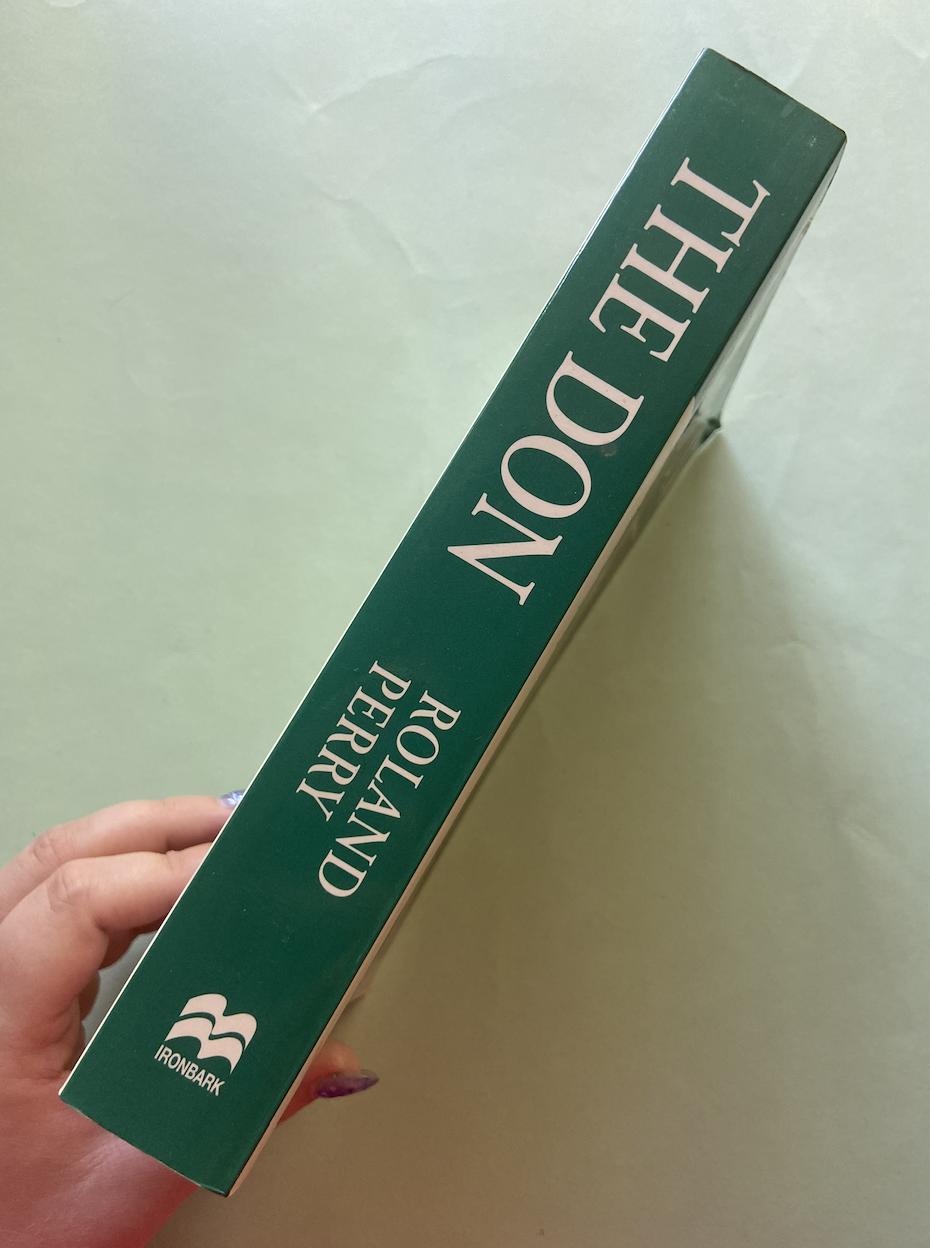 THE DON
ROLAND
PERRY
IRONBARK